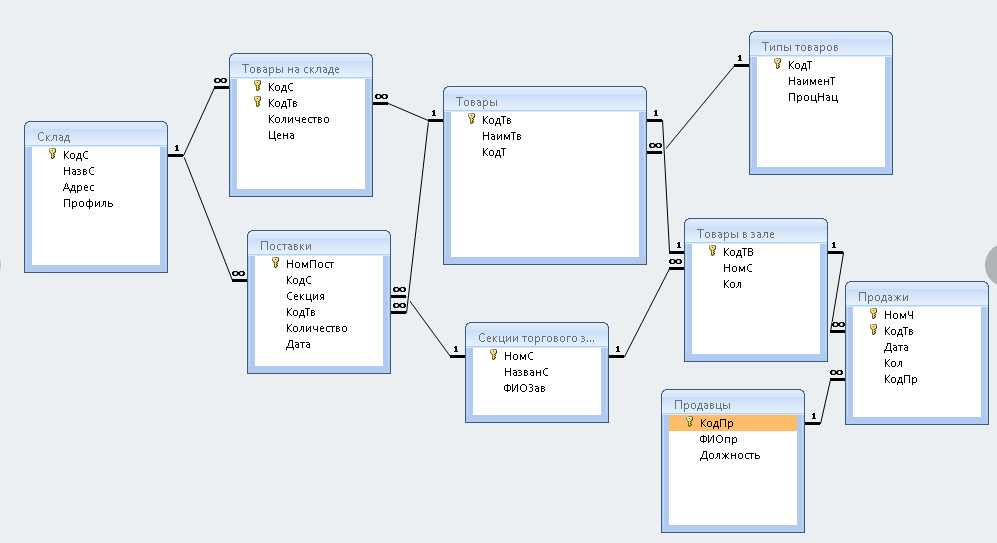 Склад
КодС
НазвС
Адрес
Профиль
1
1
Товары на складе
КодС
КодТв
Количество
Цена
∞
∞
Поставки
НомПост
КодС
Секция
КодТв
Количество
Дата
∞
∞
∞
Товары
КодТв
НаимТв
КодТ
1
1
∞
Типы товаров
КодТ
НаименТ
ПроцНац
1
Секции торгового з...
НомС
НазванС
ФИОЗав
1
1
Товары в зале
КодТВ
НомС
Кол
1
∞
1
Продажи
НомЧ
КодТв
Дата
Кол
КодПр
∞
∞
Продавцы
КодПр
ФИОпр
Должность
1